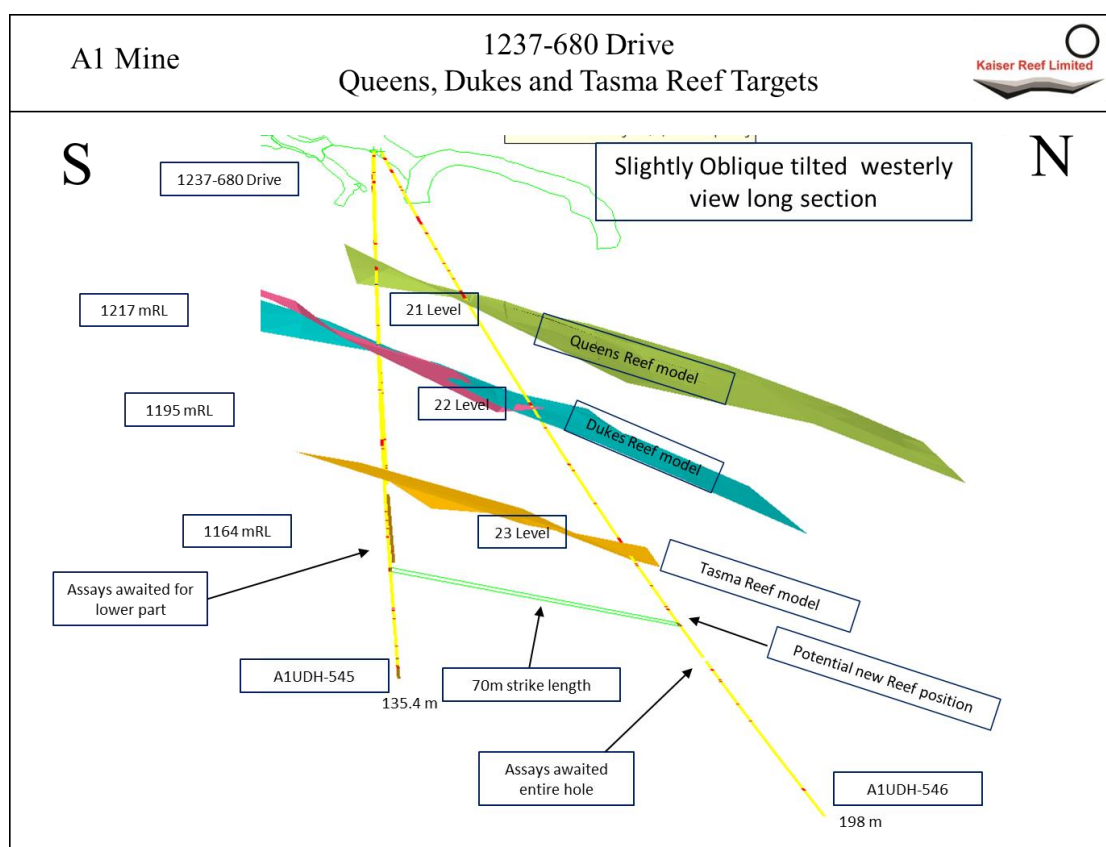 A1 Mine
1237-680 Drive
Queens, Dukes and Tasma Reef Targets
Kaiser Reef Limited
S
N
Slightly Oblique tilted westerly
view long section
1237-680 Drive
1217 mRL
21 Level
Queens Reef model
1195 mRL
22 Level
Dukes Reef model
1164 mRL
23 Level
Tasma Reef model
Assays awaited for
lower part
Potential new Reef position
A1UDH-545
135.4 m
70m strike length
Assays awaited
entire hole
A1UDH-546
198 m